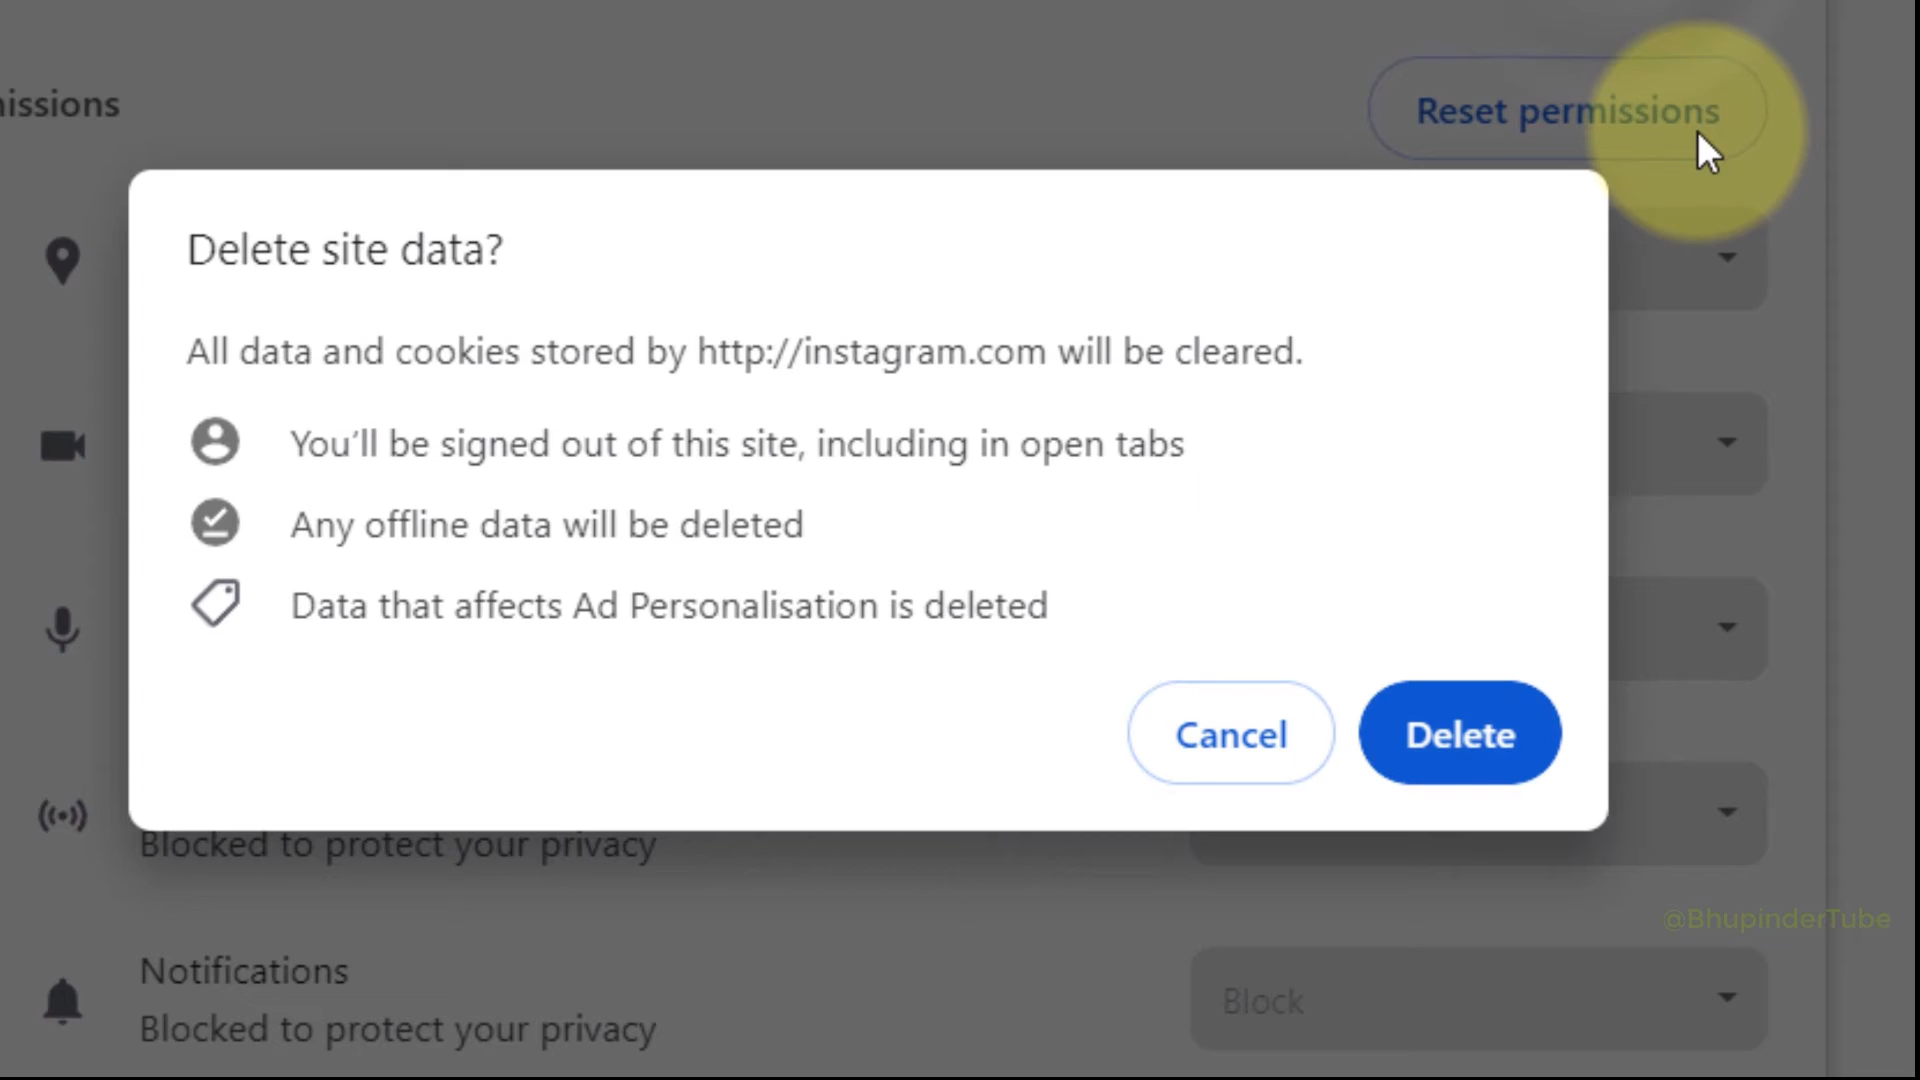 missions
Reset permissions
Delete site data?
All data and cookies stored by http://instagram.com will be cleared.
You’ll be signed out of this site, including in open tabs
Any offline data will be deleted
Data that affects Ad Personalisation is deleted
Cancel
Delete
Blocked to protect your privacy
@BhupinderTube
Notifications
Block
Blocked to protect your privacy